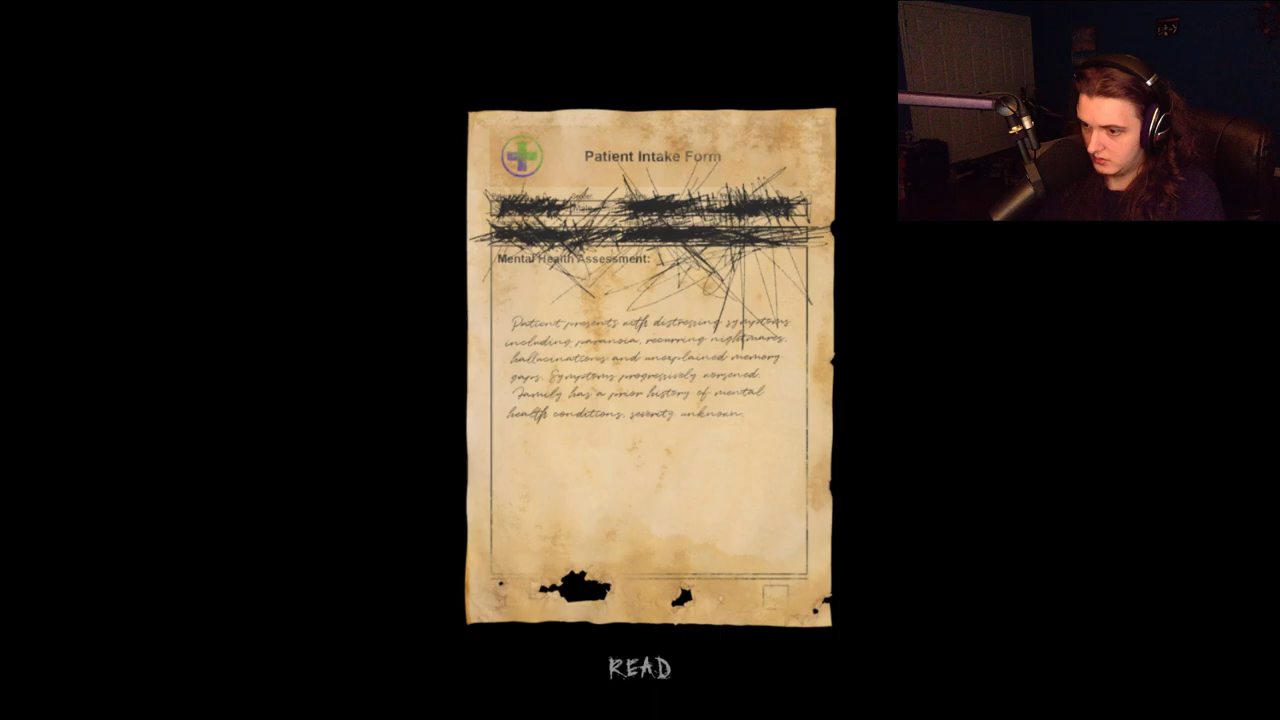 Patient Intake Form
Mental Health Assessment:
Patient presents with distressing symptoms
including paranoia, recurring nightmares,
hallucinations and unexplained memory
gaps. Symptoms progressively worsened.
Family has a prior history of mental
health conditions, severity unknown.
READ